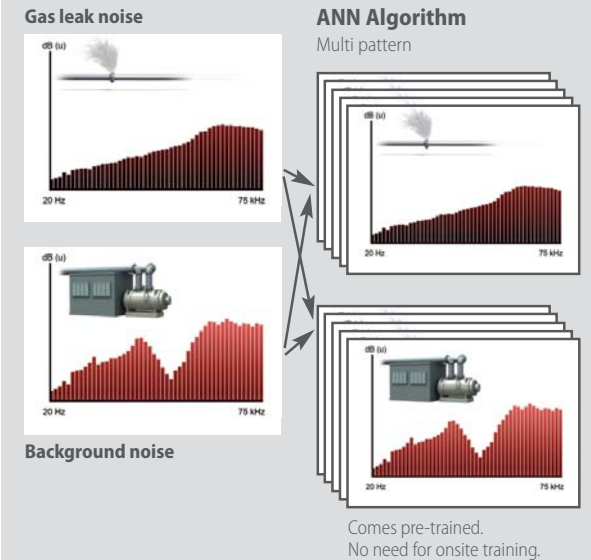 Gas leak noise
dB (u)
20 Hz 75 kHz
dB (u)
20 Hz 75 kHz
Background noise
ANN Algorithm
Multi pattern
dB (u)
20 Hz 75 kHz
dB (u)
20 Hz 75 kHz
Comes pre-trained.
No need for onsite training.